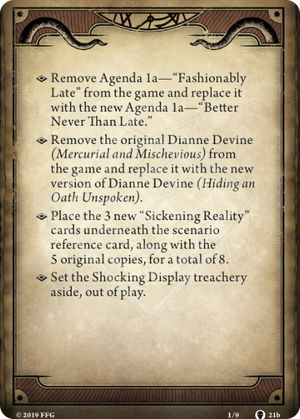 Remove Agenda 1a—“Fashionably
Late” from the game and replace it
with the new Agenda 1a—“Better
Never Than Late.”
Remove the original Dianne Devine
(Mercurial and Mischevious) from
the game and replace it with the new
version of Dianne Devine (Hiding an
Oath Unspoken).
Place the 3 new “Sickening Reality”
cards underneath the scenario
reference card, along with the
5 original copies, for a total of 8.
Set the Shocking Display treachery
aside, out of play.
© 2019 FFG 1/9 21b